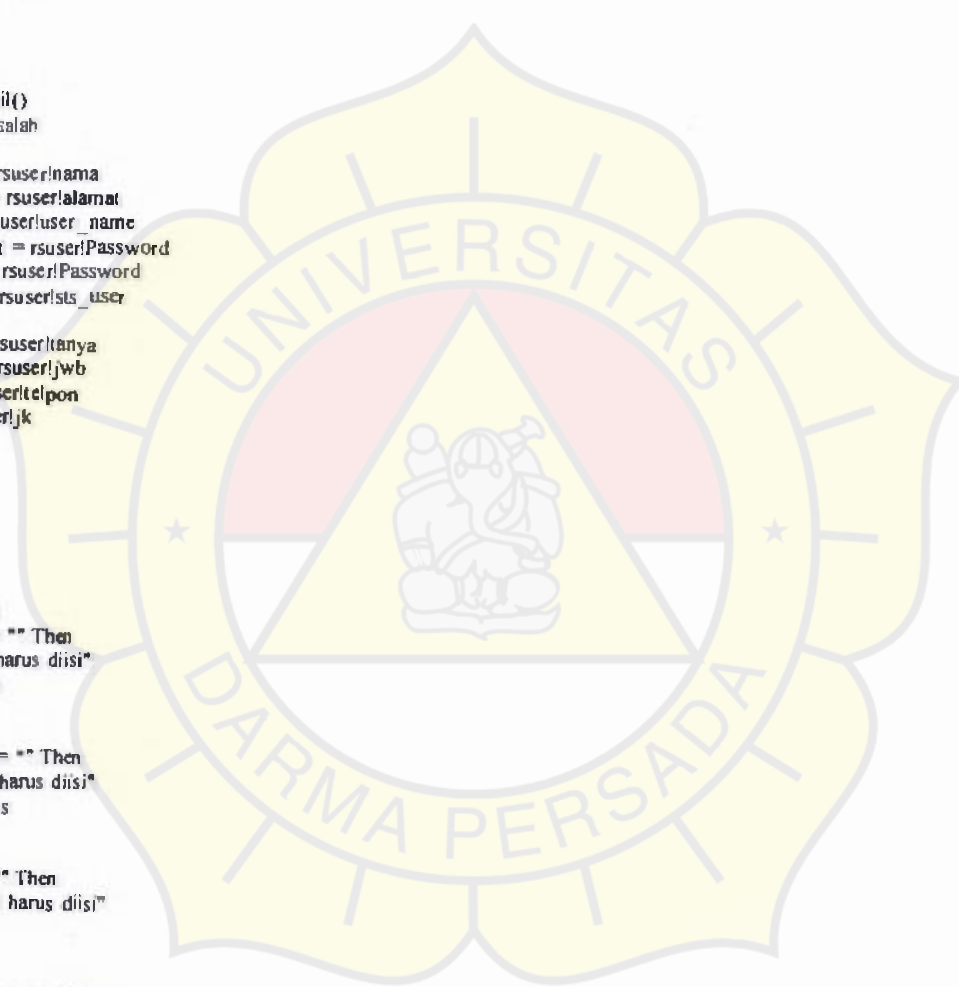 il()
salah
rsuser!nama
rsuser!alamat
user!user_name
t = rsuser!Password
rsuser!Password
rsuser!sts_user
rsuser!tanya
rsuser!jwb
ser!telpon
er!jk
"" Then
harus diisi"
= "" Then
harus diisi"
s
" Then
harus diisi"
UNIVERSITAS
DARMA PERSADA